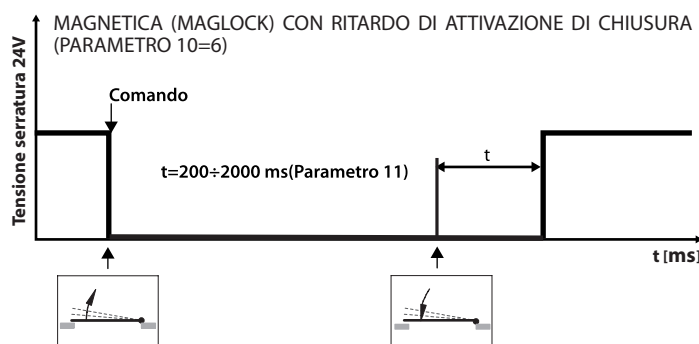 MAGNETICA (MAGLOCK) CON RITARDO DI ATTIVAZIONE DI CHIUSURA
(PARAMETRO 10=6)
Tensione serratura 24V
Comando
t=200÷2000 ms(Parametro 11)
t
t [ms]